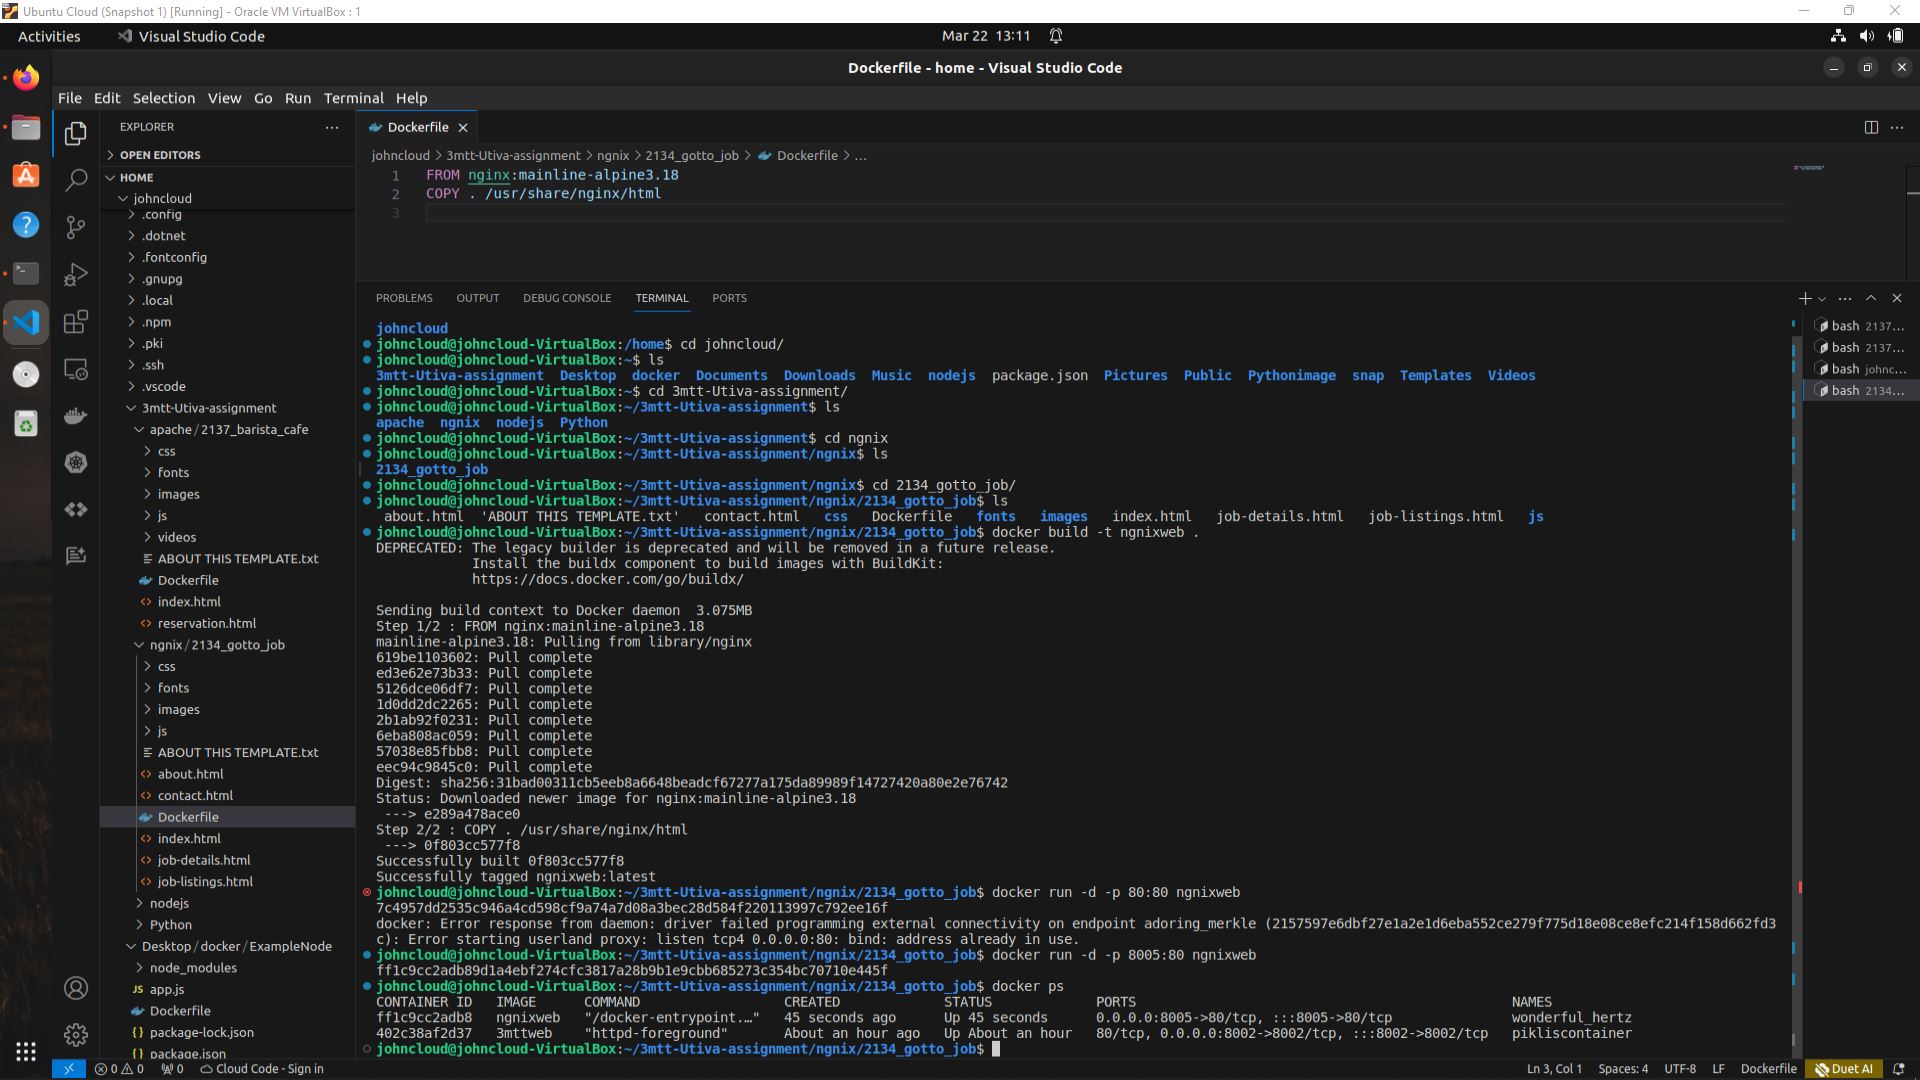 Ubuntu Cloud (Snapshot 1) [Running] - Oracle VM VirtualBox : 1
Activities
Visual Studio Code
Mar 22 13:11
Dockerfile - home - Visual Studio Code
File Edit Selection View Go Run Terminal Help
EXPLORER
OPEN EDITORS
HOME
johncloud
.config
.dotnet
.fontconfig
.gnupg
.local
.npm
.pki
.ssh
.vscode
3mtt-Utiva-assignment
apache / 2137_barista_cafe
css
fonts
images
js
videos
ABOUT THIS TEMPLATE.txt
Dockerfile
index.html
reservation.html
ngnix / 2134_gotto_job
css
fonts
images
js
ABOUT THIS TEMPLATE.txt
about.html
contact.html
Dockerfile
index.html
job-details.html
job-listings.html
nodejs
Python
Desktop / docker / ExampleNode
node_modules
JS app.js
Dockerfile
{ } package-lock.json
{ } package.json
Dockerfile
johncloud > 3mtt-Utiva-assignment > ngnix > 2134_gotto_job > Dockerfile > ...
1 FROM nginx:mainline-alpine3.18
2 COPY . /usr/share/nginx/html
3
PROBLEMS OUTPUT DEBUG CONSOLE TERMINAL PORTS
johncloud
johncloud@johncloud-VirtualBox:/home$ cd johncloud/
johncloud@johncloud-VirtualBox:~$ ls
3mtt-Utiva-assignment Desktop docker Documents Downloads Music nodejs package.json Pictures Public Pythonimage snap Templates Videos
johncloud@johncloud-VirtualBox:~$ cd 3mtt-Utiva-assignment/
johncloud@johncloud-VirtualBox:~/3mtt-Utiva-assignment$ ls
apache ngnix nodejs Python
johncloud@johncloud-VirtualBox:~/3mtt-Utiva-assignment$ cd ngnix
johncloud@johncloud-VirtualBox:~/3mtt-Utiva-assignment/ngnix$ ls
2134_gotto_job
johncloud@johncloud-VirtualBox:~/3mtt-Utiva-assignment/ngnix$ cd 2134_gotto_job/
johncloud@johncloud-VirtualBox:~/3mtt-Utiva-assignment/ngnix/2134_gotto_job$ ls
about.html 'ABOUT THIS TEMPLATE.txt' contact.html css Dockerfile fonts images index.html job-details.html job-listings.html js
johncloud@johncloud-VirtualBox:~/3mtt-Utiva-assignment/ngnix/2134_gotto_job$ docker build -t ngnixweb .
DEPRECATED: The legacy builder is deprecated and will be removed in a future release.
Install the buildx component to build images with BuildKit:
https://docs.docker.com/go/buildx/
Sending build context to Docker daemon 3.075MB
Step 1/2 : FROM nginx:mainline-alpine3.18
mainline-alpine3.18: Pulling from library/nginx
619be1103602: Pull complete
ed3e62e73b33: Pull complete
5126dce06df7: Pull complete
1d0dd2dc2265: Pull complete
2b1ab92f0231: Pull complete
6eba808ac059: Pull complete
57038e85fbb8: Pull complete
eec94c9845c0: Pull complete
Digest: sha256:31bad00311cb5eeb8a6648beadcf67277a175da89989f14727420a80e2e76742
Status: Downloaded newer image for nginx:mainline-alpine3.18
---> e289a478ace0
Step 2/2 : COPY . /usr/share/nginx/html
---> 0f803cc577f8
Successfully built 0f803cc577f8
Successfully tagged ngnixweb:latest
johncloud@johncloud-VirtualBox:~/3mtt-Utiva-assignment/ngnix/2134_gotto_job$ docker run -d -p 80:80 ngnixweb
7c4957dd2535c946a4cd598cf9a74a7d08a3bec28d584f220113997c792ee16f
docker: Error response from daemon: driver failed programming external connectivity on endpoint adoring_merkle (2157597e6dbf27e1a2e1d6eba552ce279f775d18e08ce8efc214f158d662fd3
c): Error starting userland proxy: listen tcp4 0.0.0.0:80: bind: address already in use.
johncloud@johncloud-VirtualBox:~/3mtt-Utiva-assignment/ngnix/2134_gotto_job$ docker run -d -p 8005:80 ngnixweb
ff1c9cc2adb89d1a4ebf274cfc3817a28b9b1e9cbb685273c354bc70710e445f
johncloud@johncloud-VirtualBox:~/3mtt-Utiva-assignment/ngnix/2134_gotto_job$ docker ps
CONTAINER ID IMAGE COMMAND CREATED STATUS PORTS NAMES
ff1c9cc2adb8 ngnixweb "/docker-entrypoint.…" 45 seconds ago Up 45 seconds 0.0.0.0:8005->80/tcp, :::8005->80/tcp wonderful_hertz
402c38af2d37 3mttweb "httpd-foreground" About an hour ago Up About an hour 80/tcp, 0.0.0.0:8002->8002/tcp, :::8002->8002/tcp pikliscontainer
johncloud@johncloud-VirtualBox:~/3mtt-Utiva-assignment/ngnix/2134_gotto_job$
bash 2137...
bash 2137...
bash johnc...
bash 2134...
0 0 0 Cloud Code - Sign in
Ln 3, Col 1 Spaces: 4 UTF-8 LF Dockerfile Duet AI